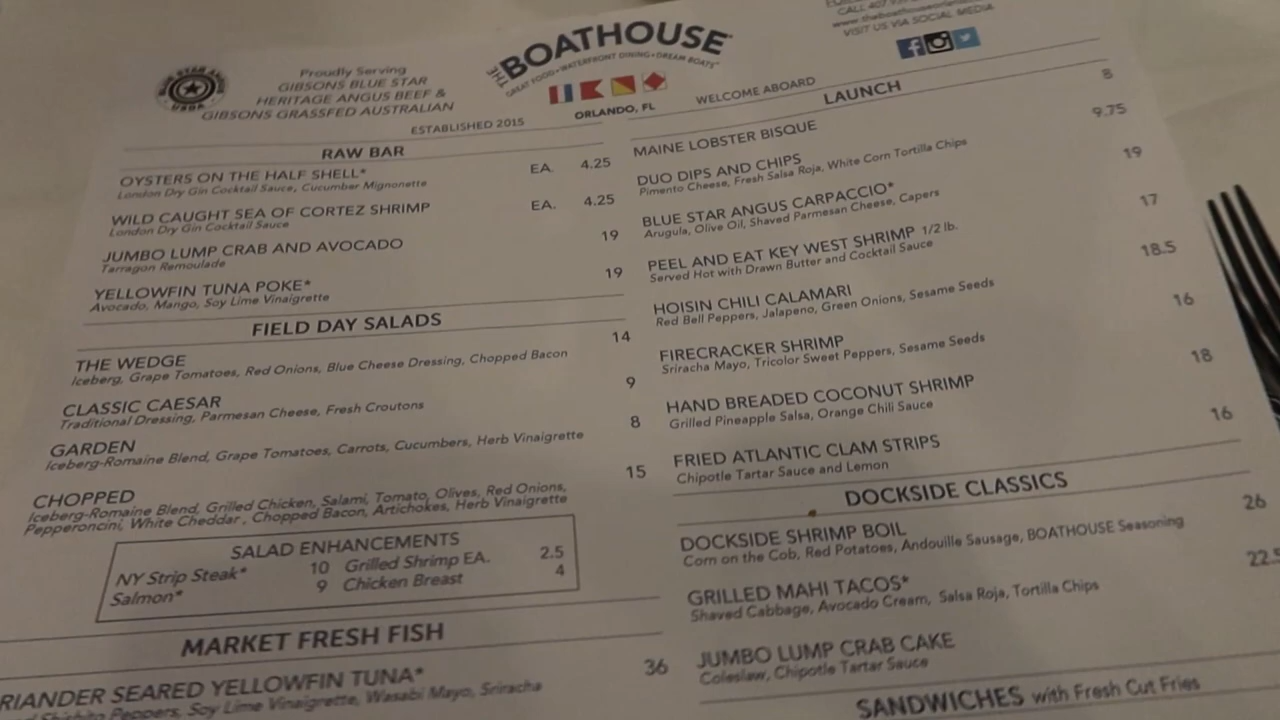 BLUE STAR ANGUS
USDA
Proudly Serving
GIBSONS BLUE STAR
HERITAGE ANGUS BEEF &
GIBSONS GRASSFED AUSTRALIAN
THE BOATHOUSE
GREAT FOOD • WATERFRONT DINING • DREAM BOATS
ORLANDO, FL
CALL 407
VISIT US VIA SOCIAL MEDIA
ESTABLISHED 2015
WELCOME ABOARD
RAW BAR
OYSTERS ON THE HALF SHELL* EA. 4.25
London Dry Gin Cocktail Sauce, Cucumber Mignonette
WILD CAUGHT SEA OF CORTEZ SHRIMP EA. 4.25
London Dry Gin Cocktail Sauce
JUMBO LUMP CRAB AND AVOCADO 19
Tarragon Remoulade
YELLOWFIN TUNA POKE* 19
Avocado, Mango, Soy Lime Vinaigrette
FIELD DAY SALADS
THE WEDGE 14
Iceberg, Grape Tomatoes, Red Onions, Blue Cheese Dressing, Chopped Bacon
CLASSIC CAESAR 9
Traditional Dressing, Parmesan Cheese, Fresh Croutons
GARDEN 8
Iceberg-Romaine Blend, Grape Tomatoes, Carrots, Cucumbers, Herb Vinaigrette
CHOPPED 15
Iceberg-Romaine Blend, Grilled Chicken, Salami, Tomato, Olives, Red Onions,
Pepperoncini, White Cheddar , Chopped Bacon, Artichokes, Herb Vinaigrette
SALAD ENHANCEMENTS
NY Strip Steak* 10 Grilled Shrimp EA. 2.5
Salmon* 9 Chicken Breast 4
MARKET FRESH FISH
RIANDER SEARED YELLOWFIN TUNA* 36
Shishito Peppers, Soy Lime Vinaigrette, Wasabi Mayo, Sriracha
LAUNCH
MAINE LOBSTER BISQUE 8
DUO DIPS AND CHIPS 9.75
Pimento Cheese, Fresh Salsa Roja, White Corn Tortilla Chips
BLUE STAR ANGUS CARPACCIO* 19
Arugula, Olive Oil, Shaved Parmesan Cheese, Capers
PEEL AND EAT KEY WEST SHRIMP 1/2 lb. 17
Served Hot with Drawn Butter and Cocktail Sauce
HOISIN CHILI CALAMARI 18.5
Red Bell Peppers, Jalapeno, Green Onions, Sesame Seeds
FIRECRACKER SHRIMP 16
Sriracha Mayo, Tricolor Sweet Peppers, Sesame Seeds
HAND BREADED COCONUT SHRIMP 18
Grilled Pineapple Salsa, Orange Chili Sauce
FRIED ATLANTIC CLAM STRIPS 16
Chipotle Tartar Sauce and Lemon
DOCKSIDE CLASSICS
DOCKSIDE SHRIMP BOIL 26
Corn on the Cob, Red Potatoes, Andouille Sausage, BOATHOUSE Seasoning
GRILLED MAHI TACOS* 22.5
Shaved Cabbage, Avocado Cream, Salsa Roja, Tortilla Chips
JUMBO LUMP CRAB CAKE
Coleslaw, Chipotle Tartar Sauce
SANDWICHES with Fresh Cut Fries